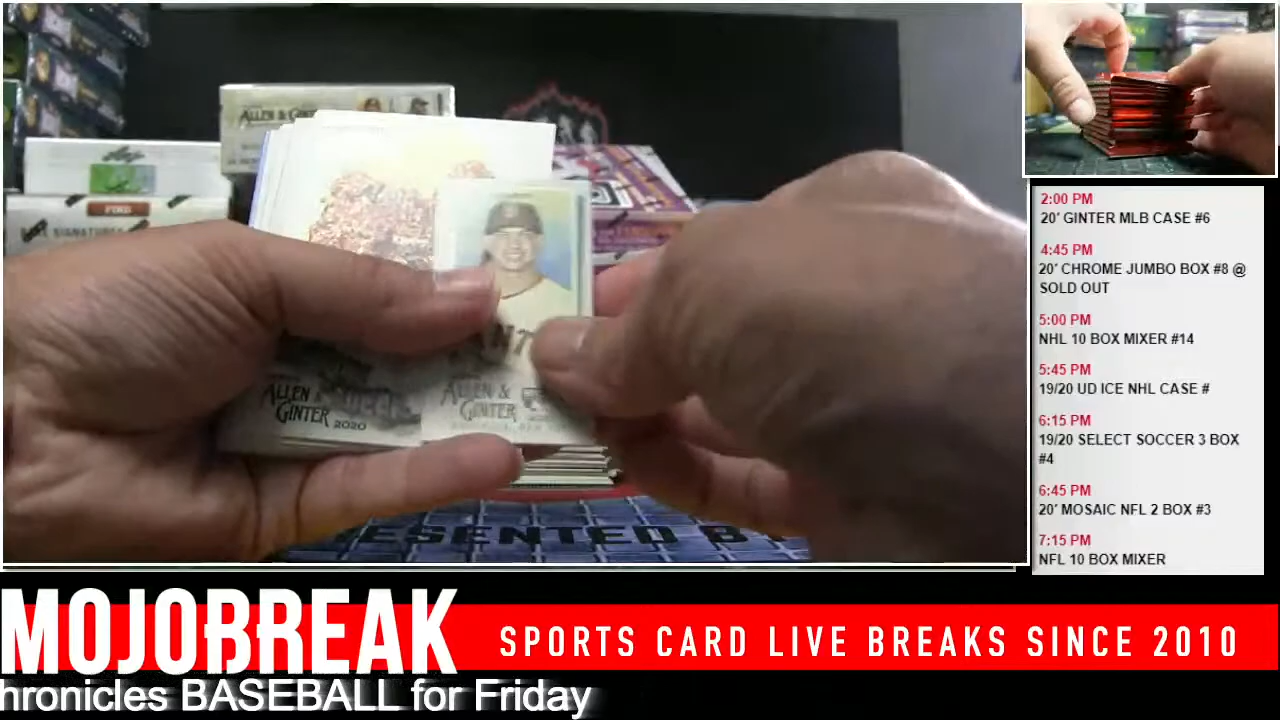 ALLEN & GINTER
ALLEN &
GINTER 2020
ANT
ALLEN &
GINTER
PRESENTED BY
2:00 PM
20' GINTER MLB CASE #6
4:45 PM
20' CHROME JUMBO BOX #8 @
SOLD OUT
5:00 PM
NHL 10 BOX MIXER #14
5:45 PM
19/20 UD ICE NHL CASE #
6:15 PM
19/20 SELECT SOCCER 3 BOX
#4
6:45 PM
20' MOSAIC NFL 2 BOX #3
7:15 PM
NFL 10 BOX MIXER
MOJOBREAK
SPORTS CARD LIVE BREAKS SINCE 2010
hronicles BASEBALL for Friday